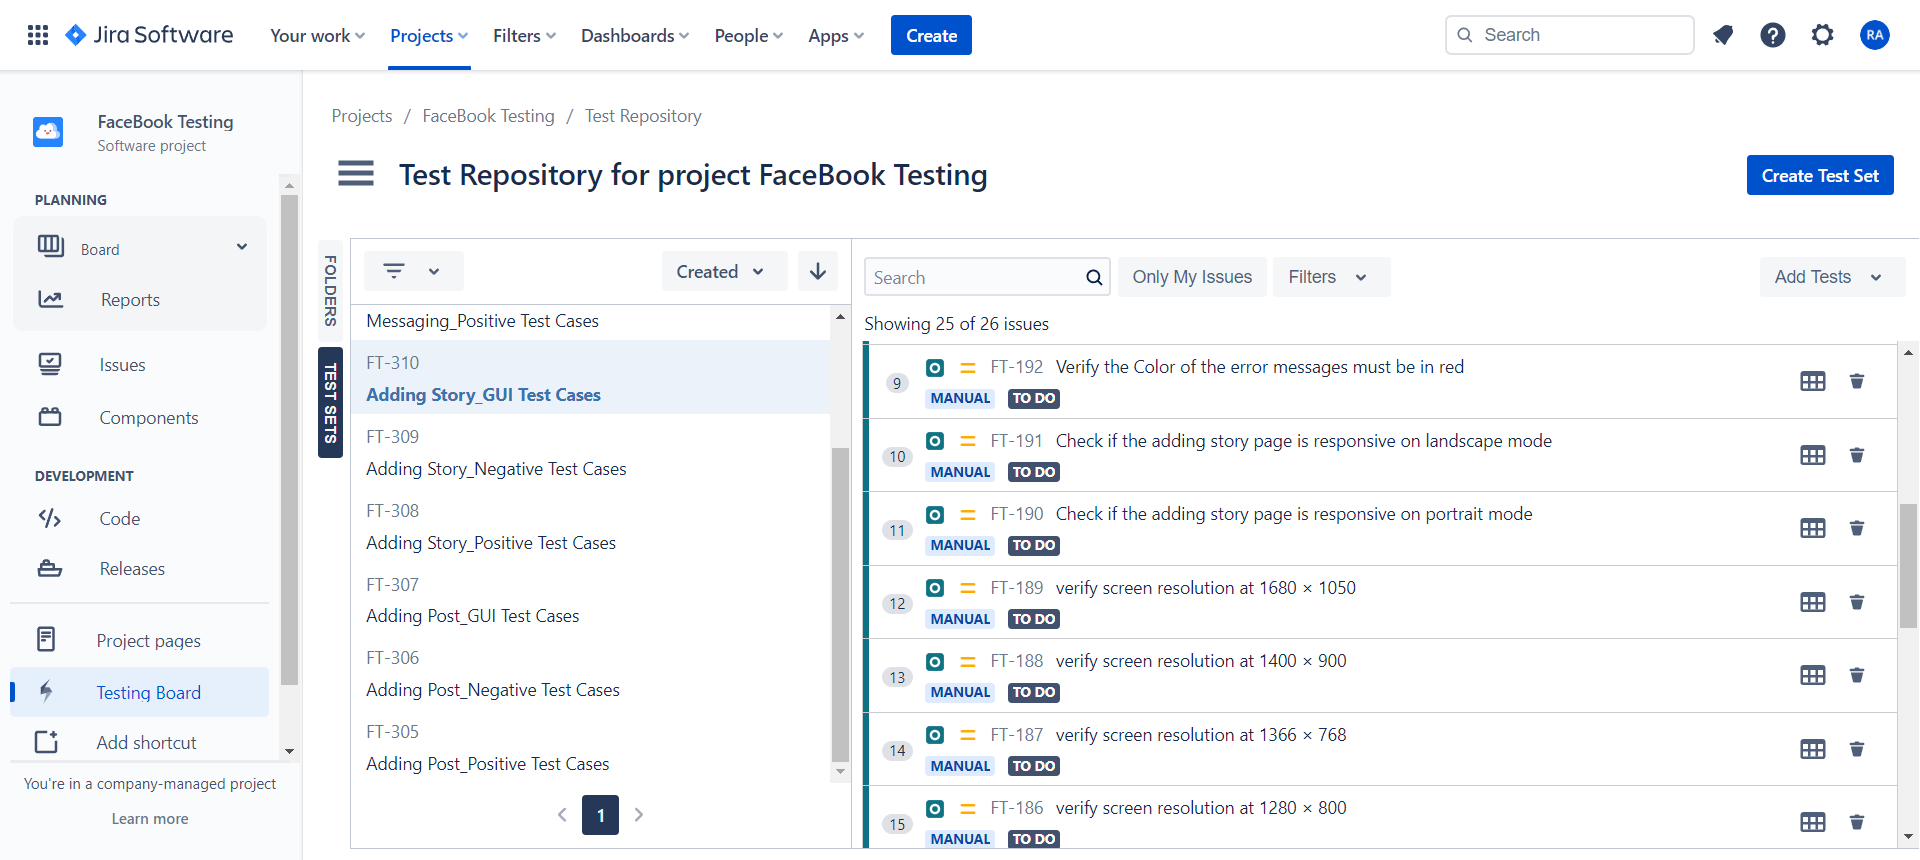 Jira Software Your work Projects Filters Dashboards People Apps Create Search RA
FaceBook Testing
Software project
PLANNING
Board
Reports
Issues
Components
DEVELOPMENT
Code
Releases
Project pages
Testing Board
Add shortcut
You're in a company-managed project
Learn more
Projects / FaceBook Testing / Test Repository
Test Repository for project FaceBook Testing
Create Test Set
FOLDERS
TEST SETS
Created
Messaging_Positive Test Cases
FT-310
Adding Story_GUI Test Cases
FT-309
Adding Story_Negative Test Cases
FT-308
Adding Story_Positive Test Cases
FT-307
Adding Post_GUI Test Cases
FT-306
Adding Post_Negative Test Cases
FT-305
Adding Post_Positive Test Cases
1
Search Only My Issues Filters Add Tests
Showing 25 of 26 issues
9 FT-192 Verify the Color of the error messages must be in red
MANUAL TO DO
10 FT-191 Check if the adding story page is responsive on landscape mode
MANUAL TO DO
11 FT-190 Check if the adding story page is responsive on portrait mode
MANUAL TO DO
12 FT-189 verify screen resolution at 1680 × 1050
MANUAL TO DO
13 FT-188 verify screen resolution at 1400 × 900
MANUAL TO DO
14 FT-187 verify screen resolution at 1366 × 768
MANUAL TO DO
15 FT-186 verify screen resolution at 1280 × 800
MANUAL TO DO